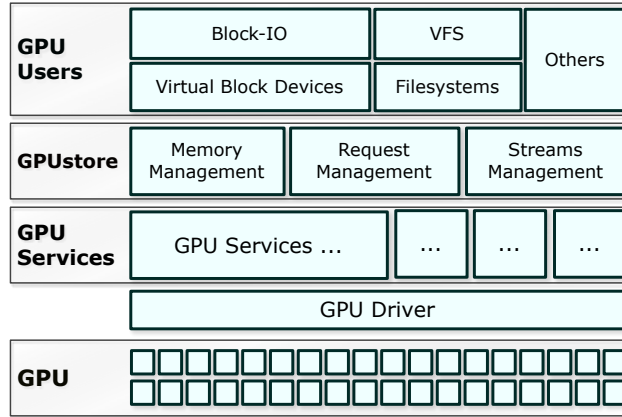 GPU
Users
Block-IO
VFS
Others
Virtual Block Devices
Filesystems
GPUstore
Memory
Management
Request
Management
Streams
Management
GPU
Services
GPU Services ...
...
...
...
GPU Driver
GPU